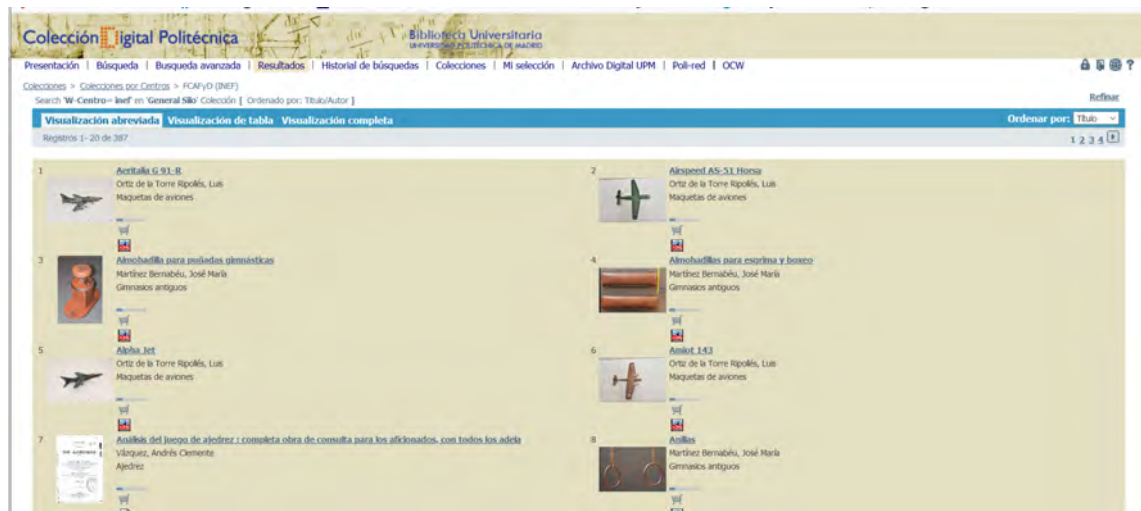 Colección Digital Politécnica
Biblioteca Universitaria
UNIVERSIDAD POLITÉCNICA DE MADRID
Presentación | Búsqueda | Busqueda avanzada | Resultados | Historial de búsquedas | Colecciones | Mi selección | Archivo Digital UPM | Poli-red | OCW
?
Colecciones > Colecciones por Centros > FCAFyD (INEF)
Search 'W-Centro= inef' en 'General Silo' Colección [ Ordenado por: Título/Autor ]
Refinar
Visualización abreviada Visualización de tabla Visualización completa
Ordenar por: Título
Registros 1- 20 de 387
1 2 3 4
1 Aeritalia G 91-R
Ortiz de la Torre Ripollés, Luis
Maquetas de aviones
2 Airspeed AS-51 Horsa
Ortiz de la Torre Ripollés, Luis
Maquetas de aviones
3 Almohadilla para puñadas gimnásticas
Martínez Bernabéu, José María
Gimnasios antiguos
4 Almohadillas para esgrima y boxeo
Martínez Bernabéu, José María
Gimnasios antiguos
5 Alpha Jet
Ortiz de la Torre Ripollés, Luis
Maquetas de aviones
6 Amiot 143
Ortiz de la Torre Ripollés, Luis
Maquetas de aviones
7 Análisis del juego de ajedrez : completa obra de consulta para los aficionados, con todos los adela
Vázquez, Andrés Clemente
Ajedrez
8 Anillas
Martínez Bernabéu, José María
Gimnasios antiguos